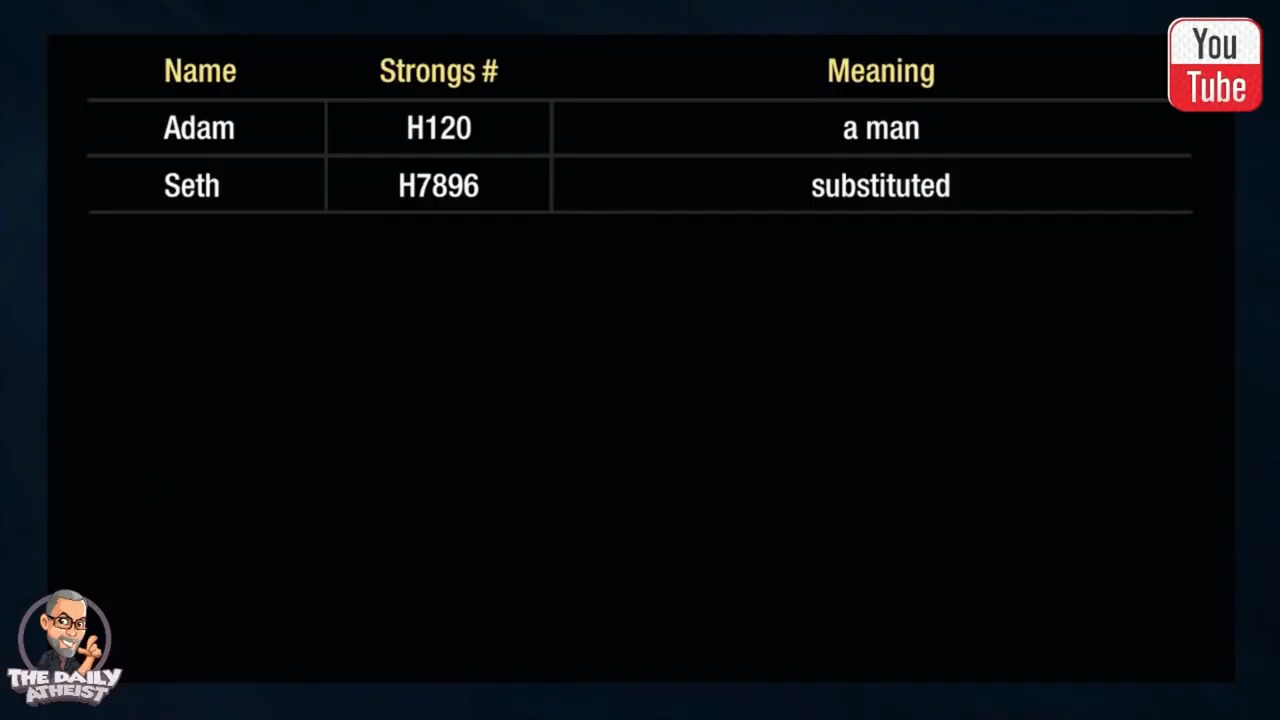 You
Tube
Name Strongs # Meaning
Adam H120 a man
Seth H7896 substituted
THE DAILY
ATHEIST